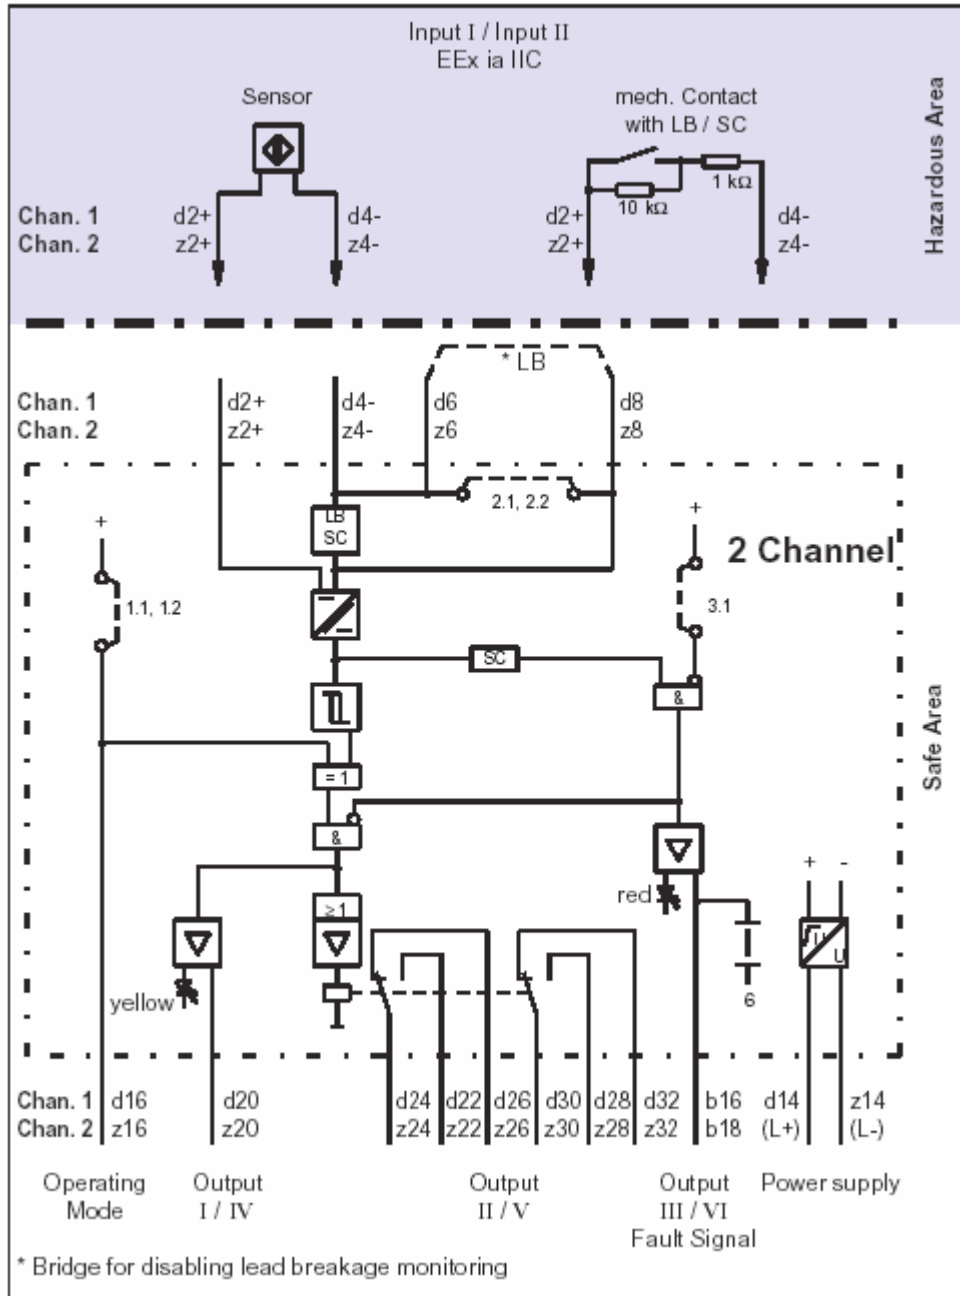 Input I / Input II
EEx ia IIC
Sensor
mech. Contact
with LB / SC
1 kΩ
10 kΩ
Chan. 1 d2+ d4- d2+ d4-
Chan. 2 z2+ z4- z2+ z4-
Hazardous Area
* LB
Chan. 1 d2+ d4- d6 d8
Chan. 2 z2+ z4- z6 z8
2.1, 2.2
+
LB
SC
+
2 Channel
1.1, 1.2
3.1
SC
&
= 1
&
Safe Area
red
+ -
≥1
I
U
yellow
6
Chan. 1 d16 d20 d24 d22 d26 d30 d28 d32 b16 d14 z14
Chan. 2 z16 z20 z24 z22 z26 z30 z28 z32 b18 (L+) (L-)
Operating
Mode
Output
I / IV
Output
II / V
Output
III / VI
Fault Signal
Power supply
* Bridge for disabling lead breakage monitoring